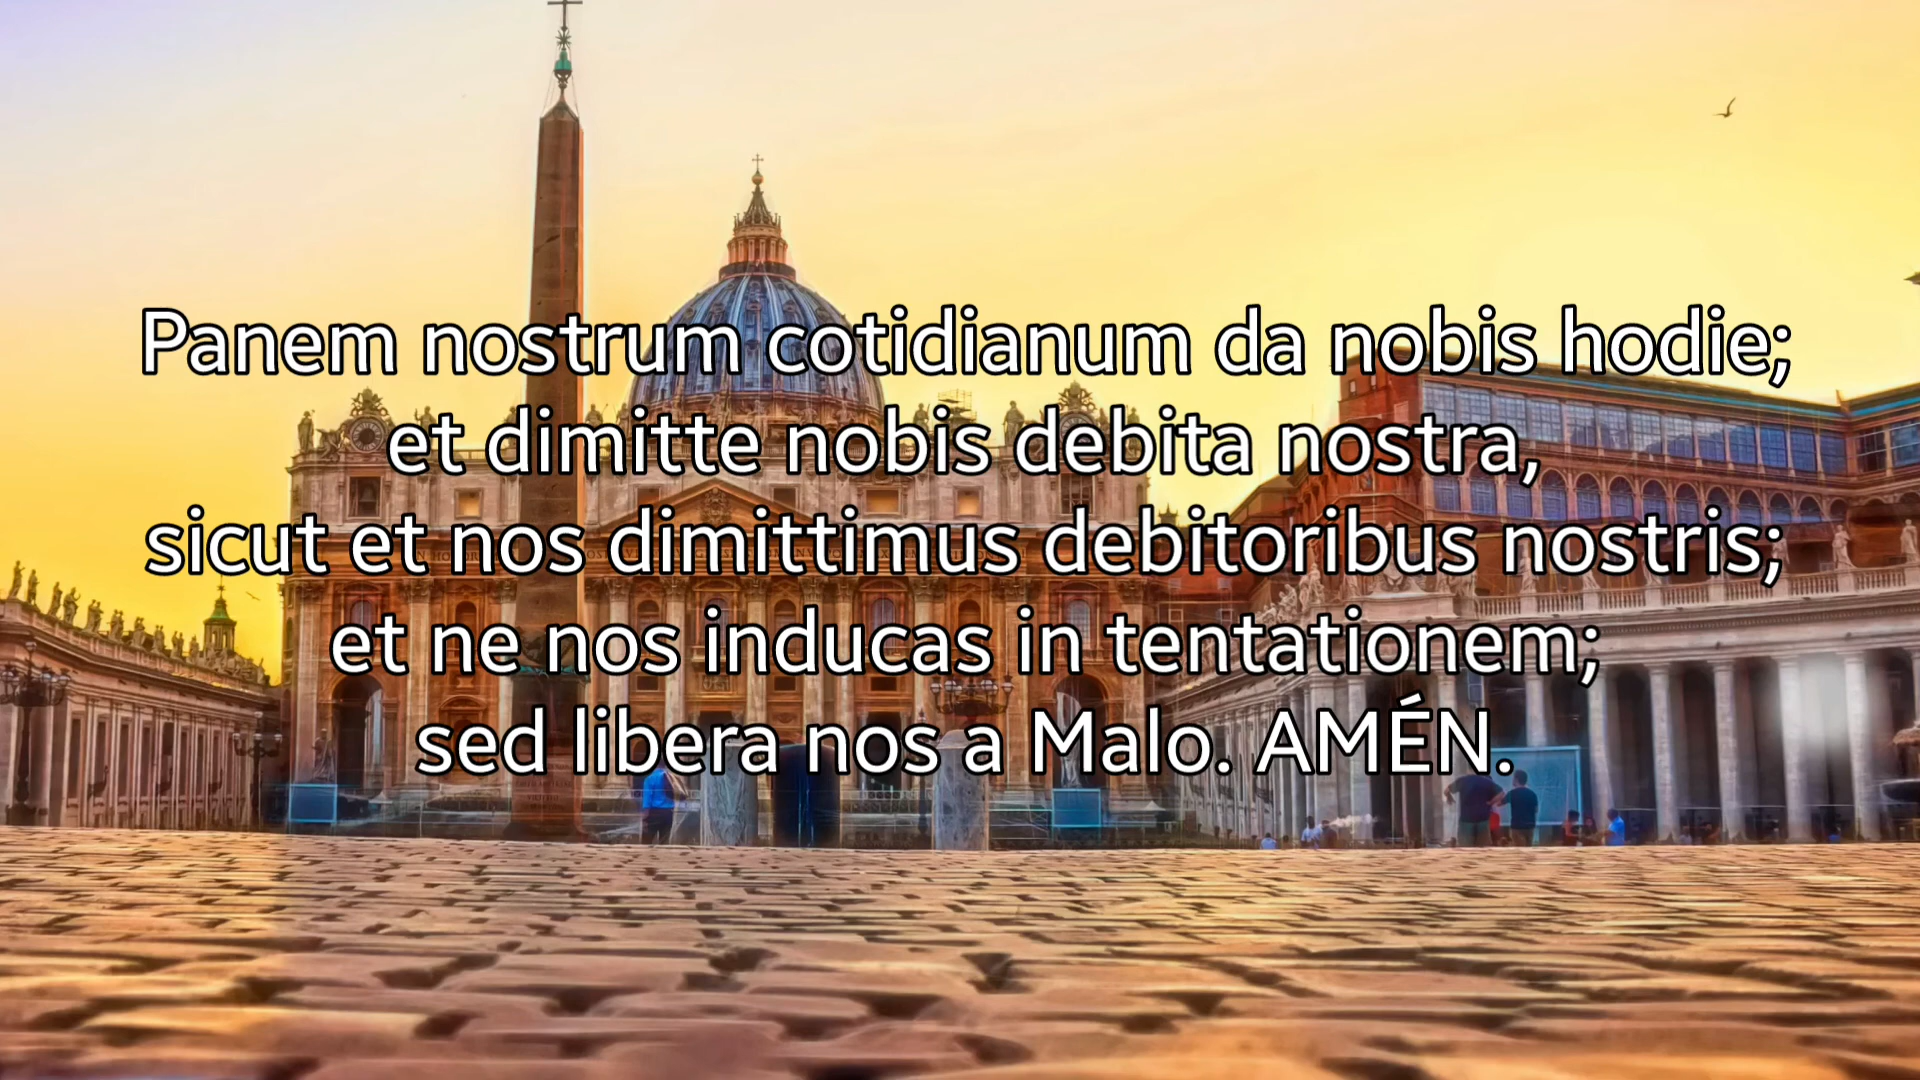 Panem nostrum cotidianum da nobis hodie;
et dimitte nobis debita nostra,
sicut et nos dimittimus debitoribus nostris;
et ne nos inducas in tentationem;
sed libera nos a Malo. AMÉN.